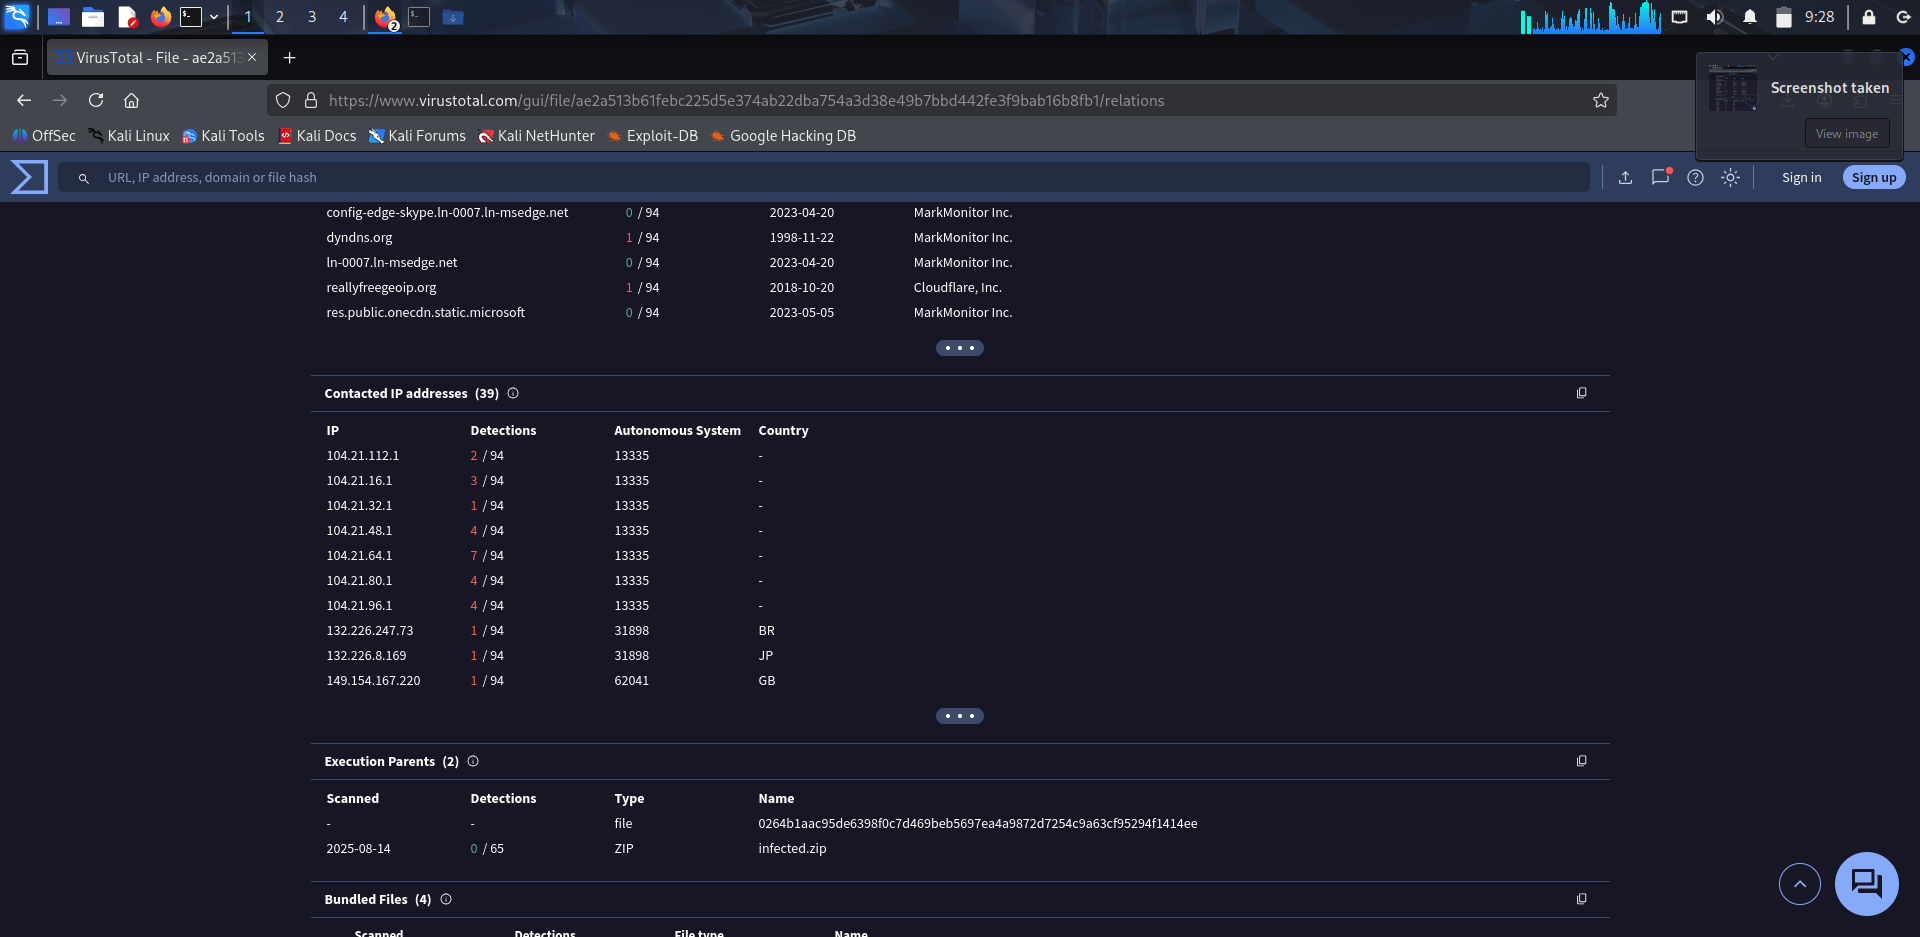 1 2 3 4 2 9:28
VirusTotal - File - ae2a513
Screenshot taken
View image
https://www.virustotal.com/gui/file/ae2a513b61febc225d5e374ab22dba754a3d38e49b7bbd442fe3f9bab16b8fb1/relations
OffSec Kali Linux Kali Tools Kali Docs Kali Forums Kali NetHunter Exploit-DB Google Hacking DB
URL, IP address, domain or file hash Sign in Sign up
config-edge-skype.ln-0007.ln-msedge.net 0 / 94 2023-04-20 MarkMonitor Inc.
dyndns.org 1 / 94 1998-11-22 MarkMonitor Inc.
ln-0007.ln-msedge.net 0 / 94 2023-04-20 MarkMonitor Inc.
reallyfreegeoip.org 1 / 94 2018-10-20 Cloudflare, Inc.
res.public.onecdn.static.microsoft 0 / 94 2023-05-05 MarkMonitor Inc.
Contacted IP addresses (39)
IP Detections Autonomous System Country
104.21.112.1 2 / 94 13335 -
104.21.16.1 3 / 94 13335 -
104.21.32.1 1 / 94 13335 -
104.21.48.1 4 / 94 13335 -
104.21.64.1 7 / 94 13335 -
104.21.80.1 4 / 94 13335 -
104.21.96.1 4 / 94 13335 -
132.226.247.73 1 / 94 31898 BR
132.226.8.169 1 / 94 31898 JP
149.154.167.220 1 / 94 62041 GB
Execution Parents (2)
Scanned Detections Type Name
- - file 0264b1aac95de6398f0c7d469beb5697ea4a9872d7254c9a63cf95294f1414ee
2025-08-14 0 / 65 ZIP infected.zip
Bundled Files (4)
Scanned Detections File type Name